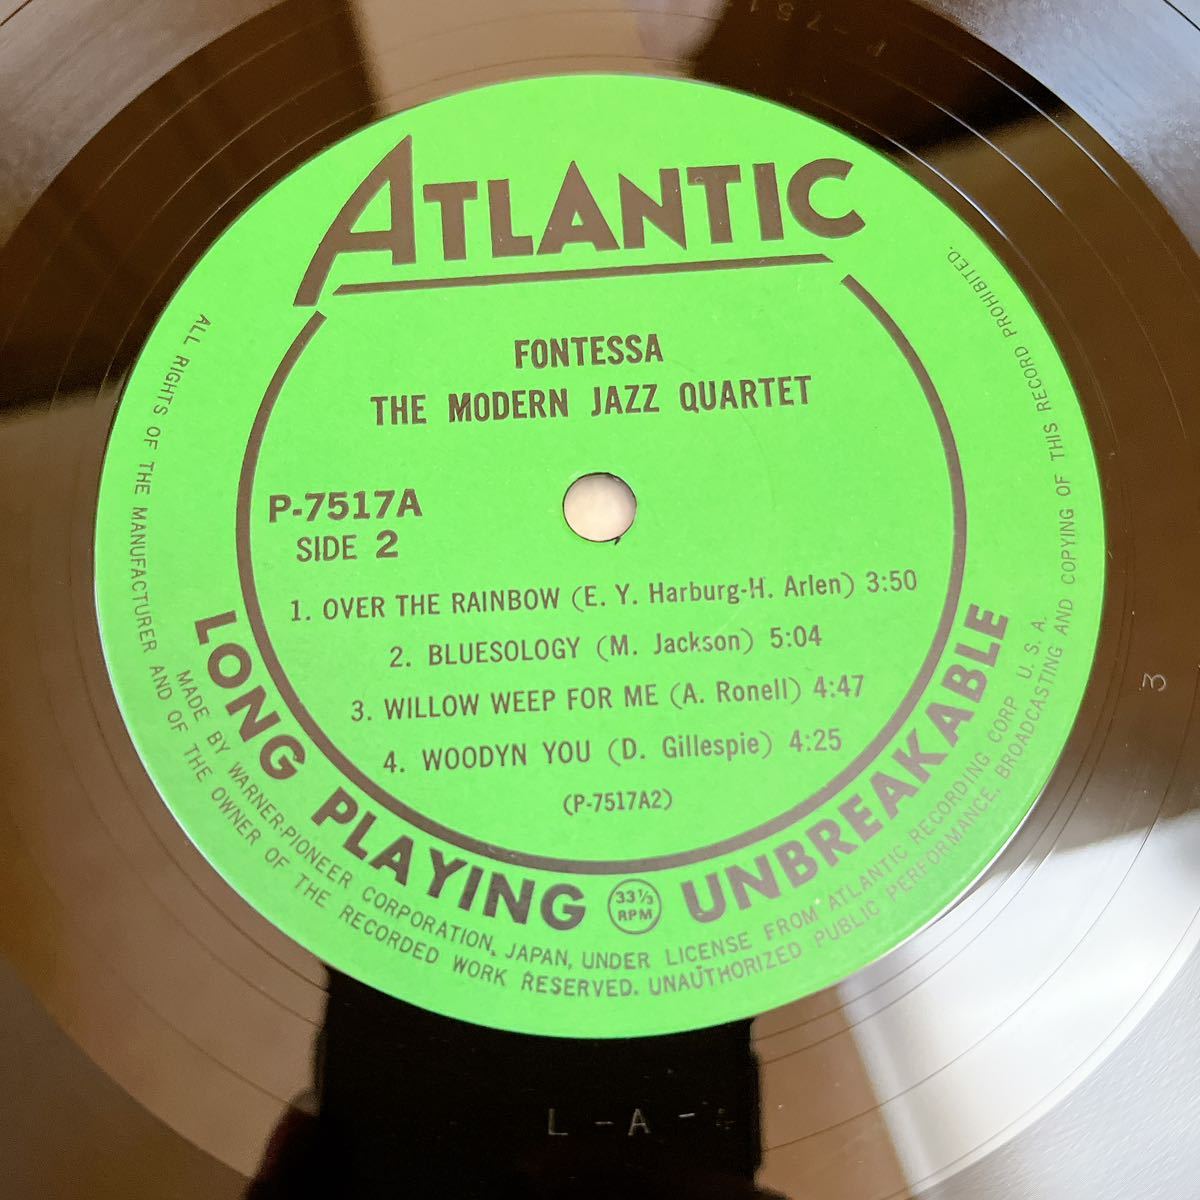 ATLANTIC
FONTESSA
THE MODERN JAZZ QUARTET
P-7517A
SIDE 2
1. OVER THE RAINBOW (E. Y. Harburg-H. Arlen) 3:50
2. BLUESOLOGY (M. Jackson) 5:04
3. WILLOW WEEP FOR ME (A. Ronell) 4:47
4. WOODYN YOU (D. Gillespie) 4:25
(P-7517A2)
LONG PLAYING 33⅓ RPM UNBREAKABLE
MADE BY WARNER-PIONEER CORPORATION, JAPAN, UNDER LICENSE FROM ATLANTIC RECORDING CORP. U. S. A.
ALL RIGHTS OF THE MANUFACTURER AND OF THE OWNER OF THE RECORDED WORK RESERVED. UNAUTHORIZED PUBLIC PERFORMANCE, BROADCASTING AND COPYING OF THIS RECORD PROHIBITED.
3
L-A-